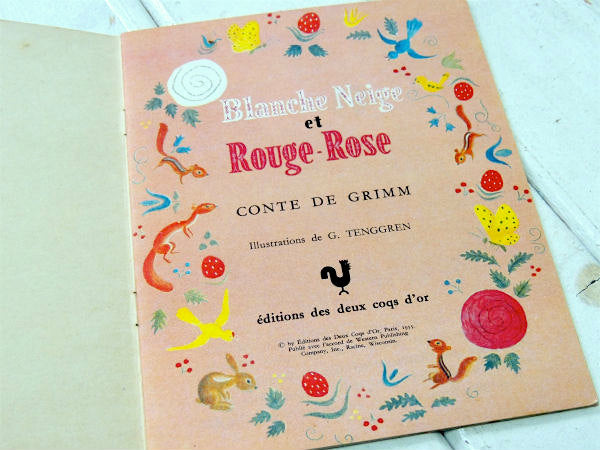 Blanche Neige
et
Rouge-Rose
CONTE DE GRIMM
Illustrations de G. TENGGREN
éditions des deux coqs d'or
© by Éditions des Deux Coqs d'Or, Paris, 1955.
Publié avec l'accord de Western Publishing
Company, Inc., Racine, Wisconsin.